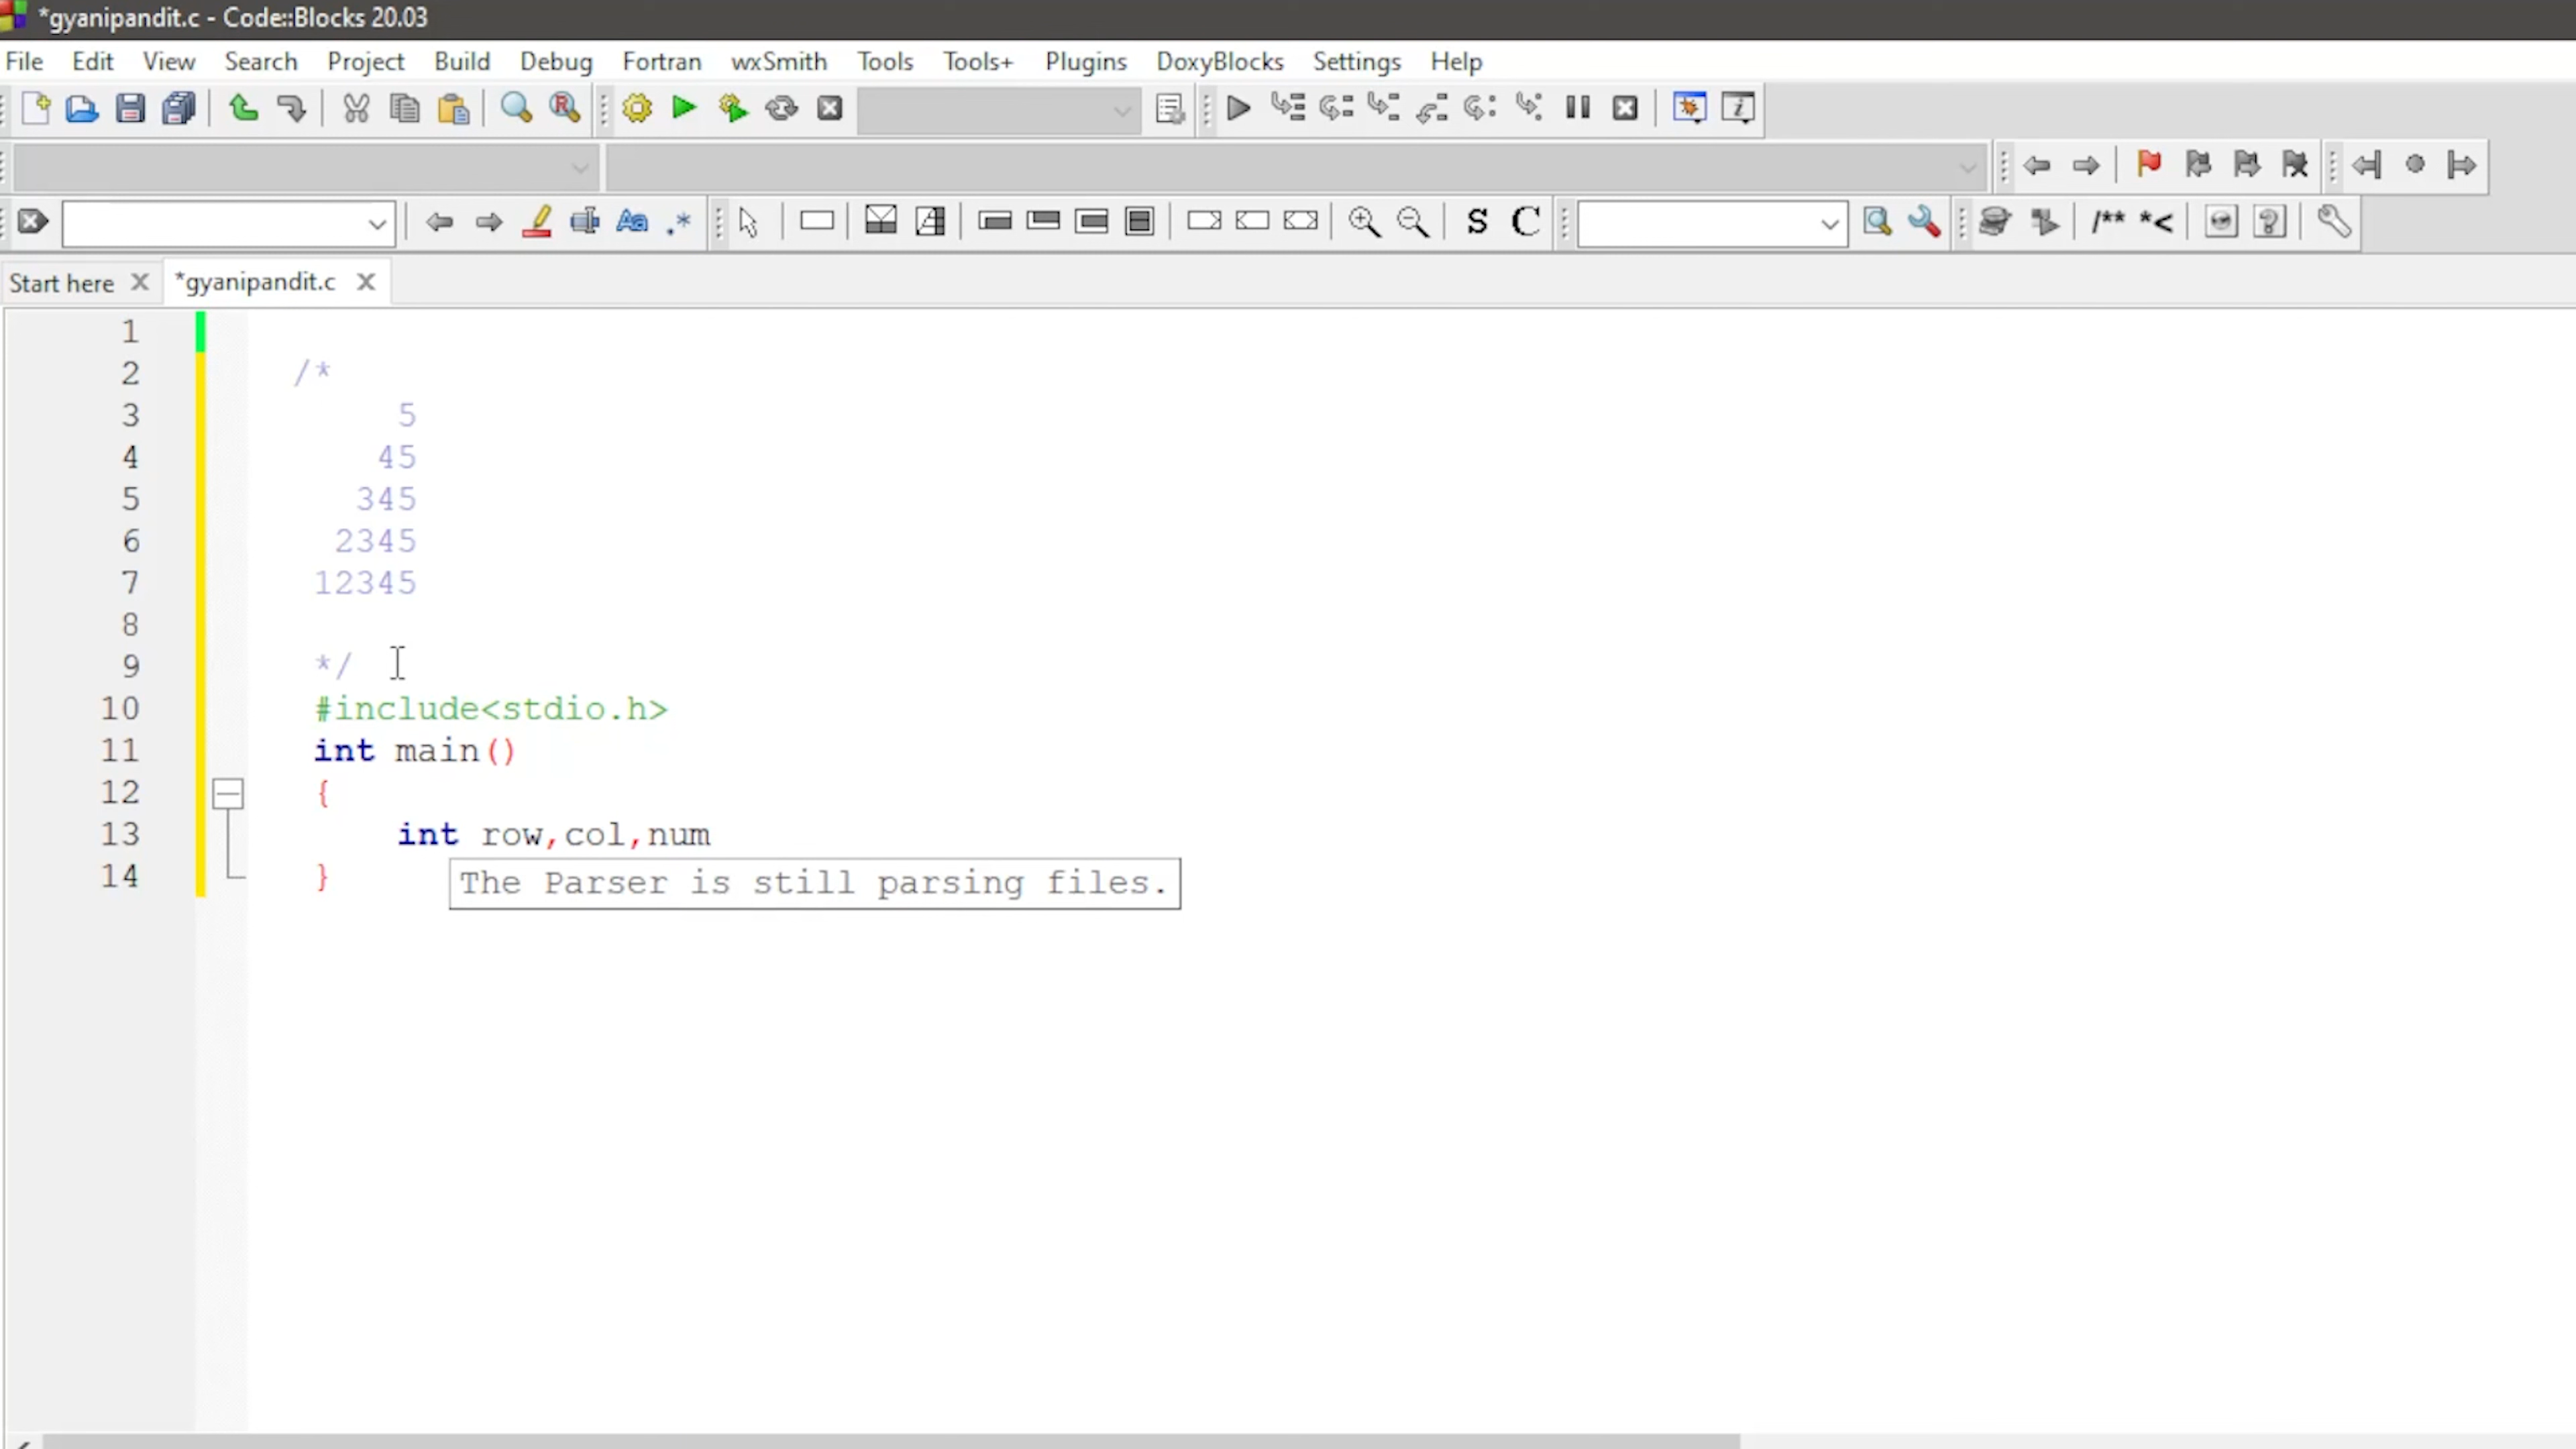 *gyanipandit.c - Code::Blocks 20.03
File Edit View Search Project Build Debug Fortran wxSmith Tools Tools+ Plugins DoxyBlocks Settings Help
S C /** *<
Start here *gyanipandit.c
1
2 /*
3 5
4 45
5 345
6 2345
7 12345
8
9 */
10 #include<stdio.h>
11 int main()
12 {
13 int row,col,num
14 }
The Parser is still parsing files.